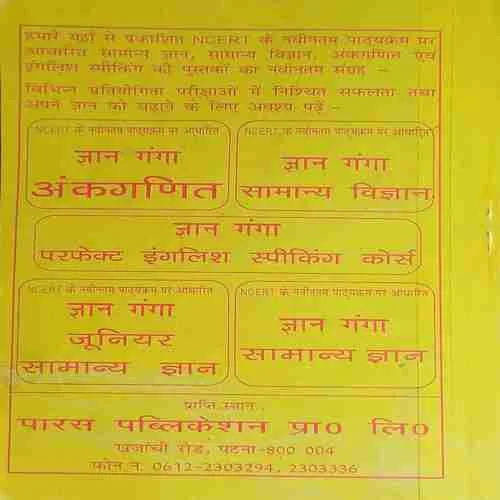 हमारे यहाँ से प्रकाशित NCERT के नवीनतम पाठ्यक्रम पर
आधारित सामान्य ज्ञान, सामान्य विज्ञान, अंकगणित एवं
इंगलिश स्पीकिंग की पुस्तकों का नवीनतम संग्रह -
विभिन्न प्रतियोगिता परीक्षाओं में निश्चित सफलता तथा
अपने ज्ञान को बढ़ाने के लिए अवश्य पढ़ें -
NCERT के नवीनतम पाठ्यक्रम पर आधारित
ज्ञान गंगा
अंकगणित
NCERT के नवीनतम पाठ्यक्रम पर आधारित
ज्ञान गंगा
सामान्य विज्ञान
ज्ञान गंगा
परफेक्ट इंगलिश स्पीकिंग कोर्स
NCERT के नवीनतम पाठ्यक्रम पर आधारित
ज्ञान गंगा
जूनियर
सामान्य ज्ञान
NCERT के नवीनतम पाठ्यक्रम पर आधारित
ज्ञान गंगा
सामान्य ज्ञान
प्राप्ति स्थान :
पारस पब्लिकेशन प्रा0 लि0
खजांची रोड, पटना-800 004
फोन नं. 0612-2303294, 2303336